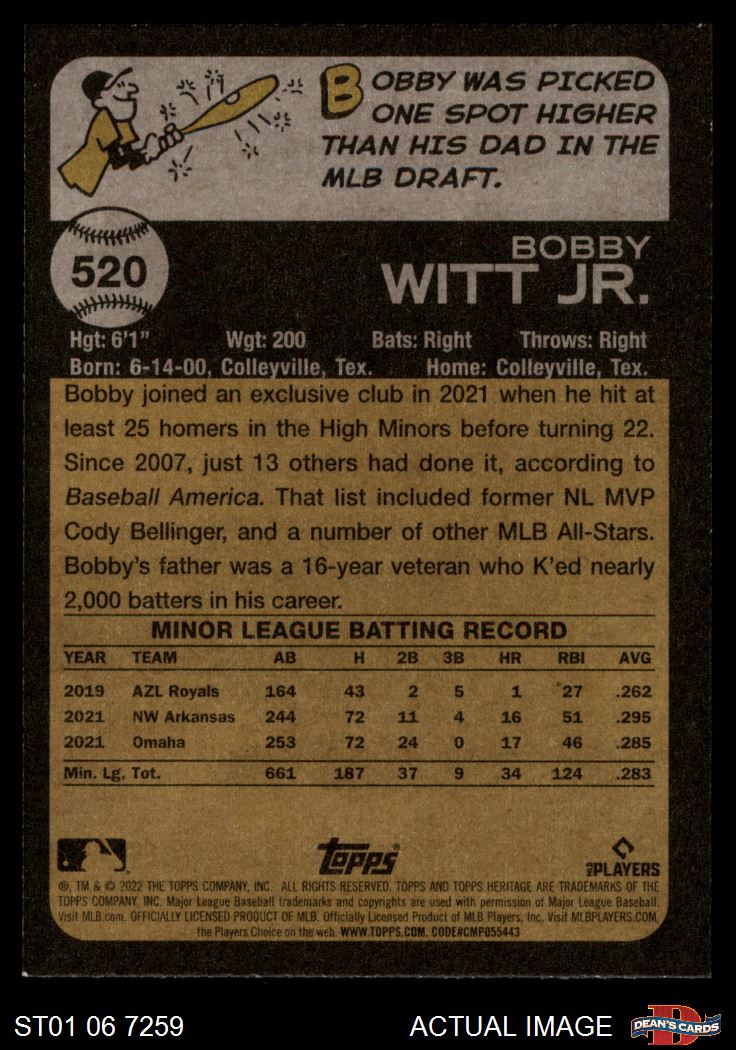 BOBBY WAS PICKED
ONE SPOT HIGHER
THAN HIS DAD IN THE
MLB DRAFT.
520
BOBBY
WITT JR.
Hgt: 6'1" Wgt: 200 Bats: Right Throws: Right
Born: 6-14-00, Colleyville, Tex. Home: Colleyville, Tex.
Bobby joined an exclusive club in 2021 when he hit at
least 25 homers in the High Minors before turning 22.
Since 2007, just 13 others had done it, according to
Baseball America. That list included former NL MVP
Cody Bellinger, and a number of other MLB All-Stars.
Bobby's father was a 16-year veteran who K'ed nearly
2,000 batters in his career.
MINOR LEAGUE BATTING RECORD
YEAR TEAM AB H 2B 3B HR RBI AVG
2019 AZL Royals 164 43 2 5 1 27 .262
2021 NW Arkansas 244 72 11 4 16 51 .295
2021 Omaha 253 72 24 0 17 46 .285
Min. Lg. Tot. 661 187 37 9 34 124 .283
Topps®
MLB PLAYERS
®, TM & © 2022 THE TOPPS COMPANY, INC. ALL RIGHTS RESERVED. TOPPS AND TOPPS HERITAGE ARE TRADEMARKS OF THE
TOPPS COMPANY, INC. Major League Baseball trademarks and copyrights are used with permission of Major League Baseball.
Visit MLB.com. OFFICIALLY LICENSED PRODUCT OF MLB. Officially Licensed Product of MLB Players, Inc. Visit MLBPLAYERS.COM,
the Players Choice on the web. WWW.TOPPS.COM. CODE#CMP055443
ST01 06 7259 ACTUAL IMAGE DEAN'S CARDS